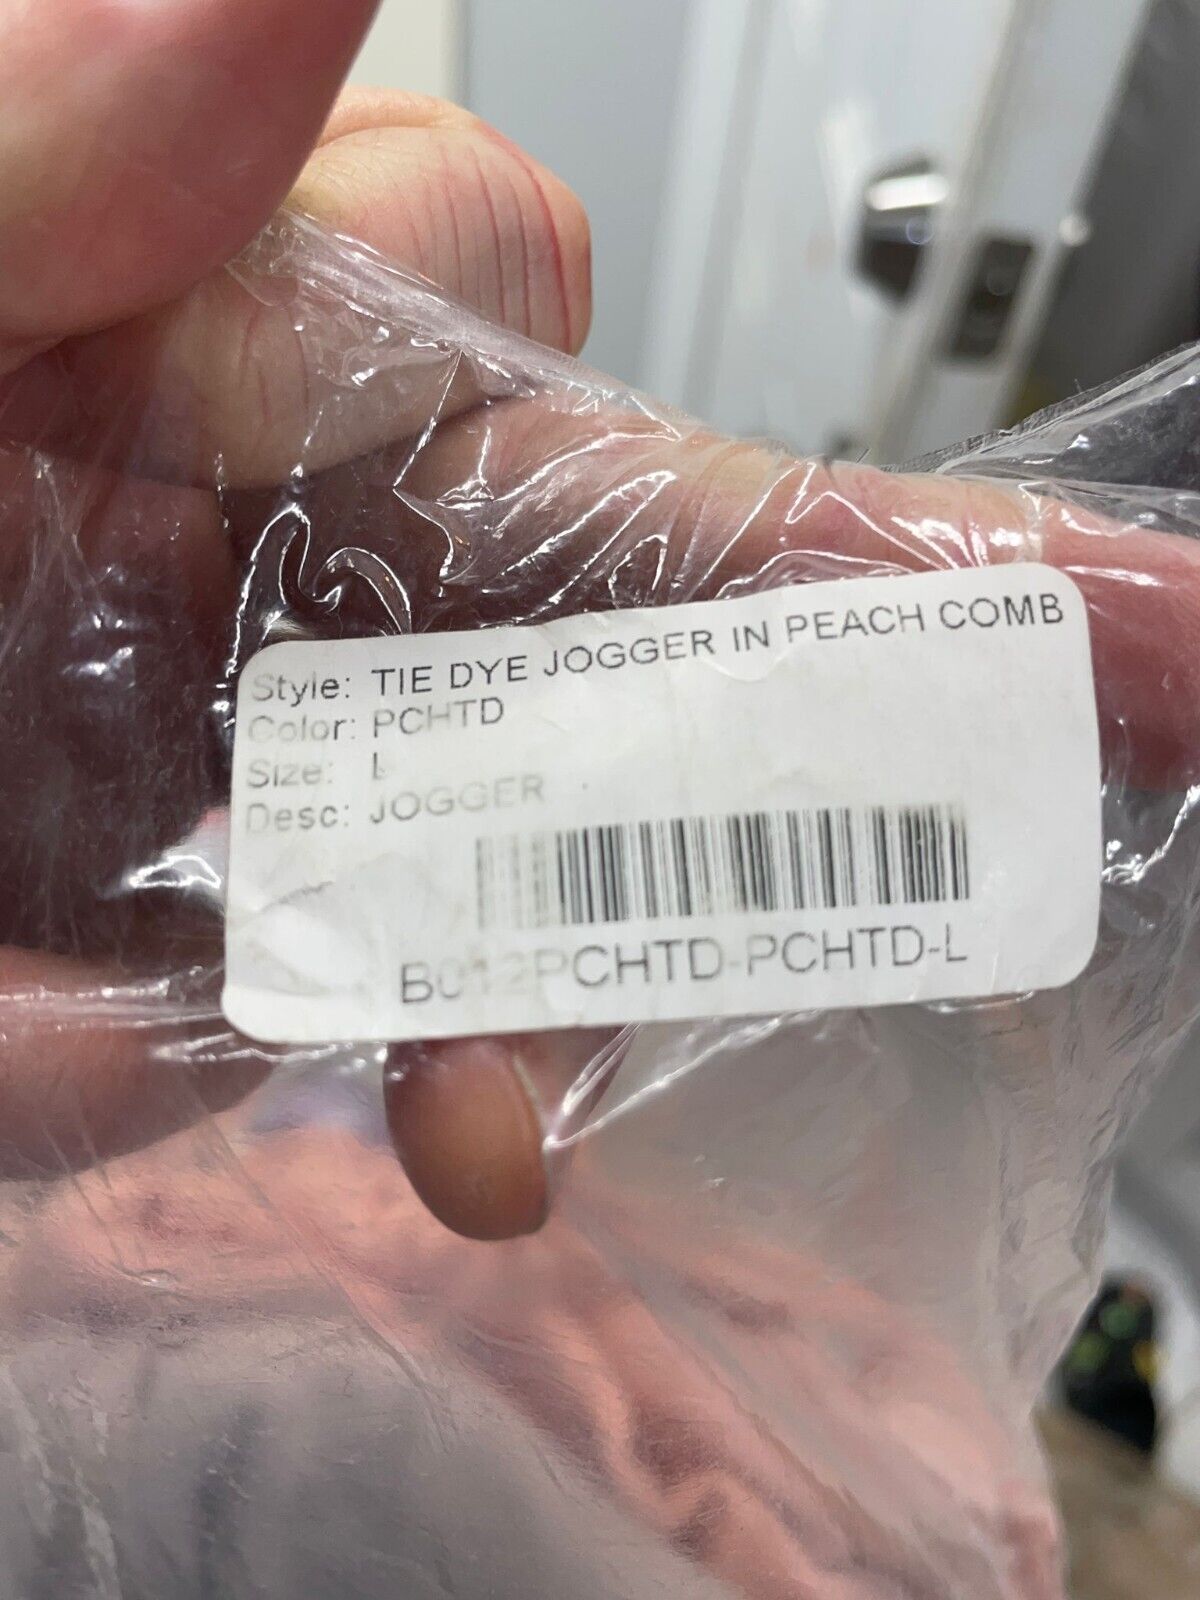 Style: TIE DYE JOGGER IN PEACH COMB
Color: PCHTD
Size: L
Desc: JOGGER
B012PCHTD-PCHTD-L